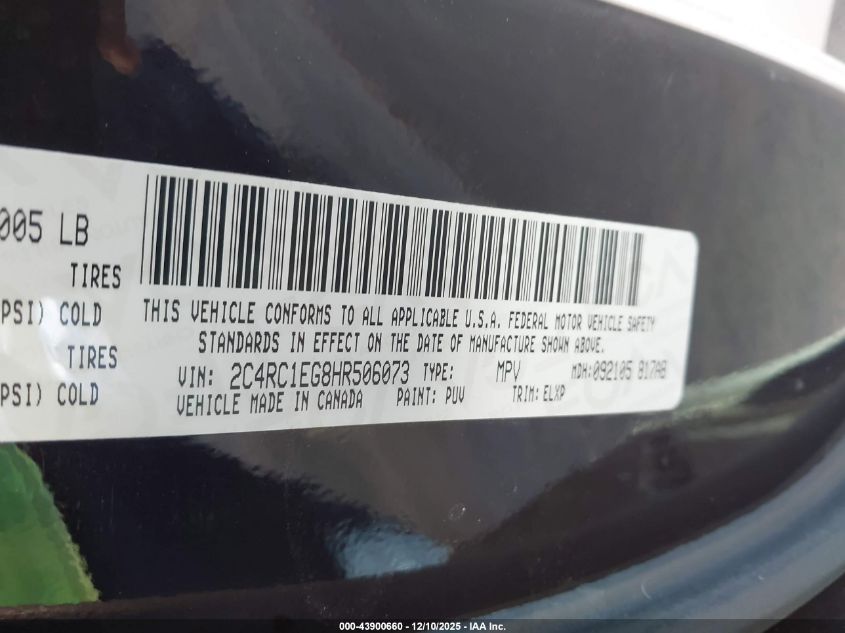 005 LB
TIRES
PSI) COLD
TIRES
PSI) COLD
THIS VEHICLE CONFORMS TO ALL APPLICABLE U.S.A. FEDERAL MOTOR VEHICLE SAFETY
STANDARDS IN EFFECT ON THE DATE OF MANUFACTURE SHOWN ABOVE.
VIN: 2C4RC1EG8HR506073 TYPE: MPV MDH:092105 817AB
VEHICLE MADE IN CANADA PAINT: PUV TRIM: ELXP
000-43900660 - 12/10/2025 - IAA Inc.